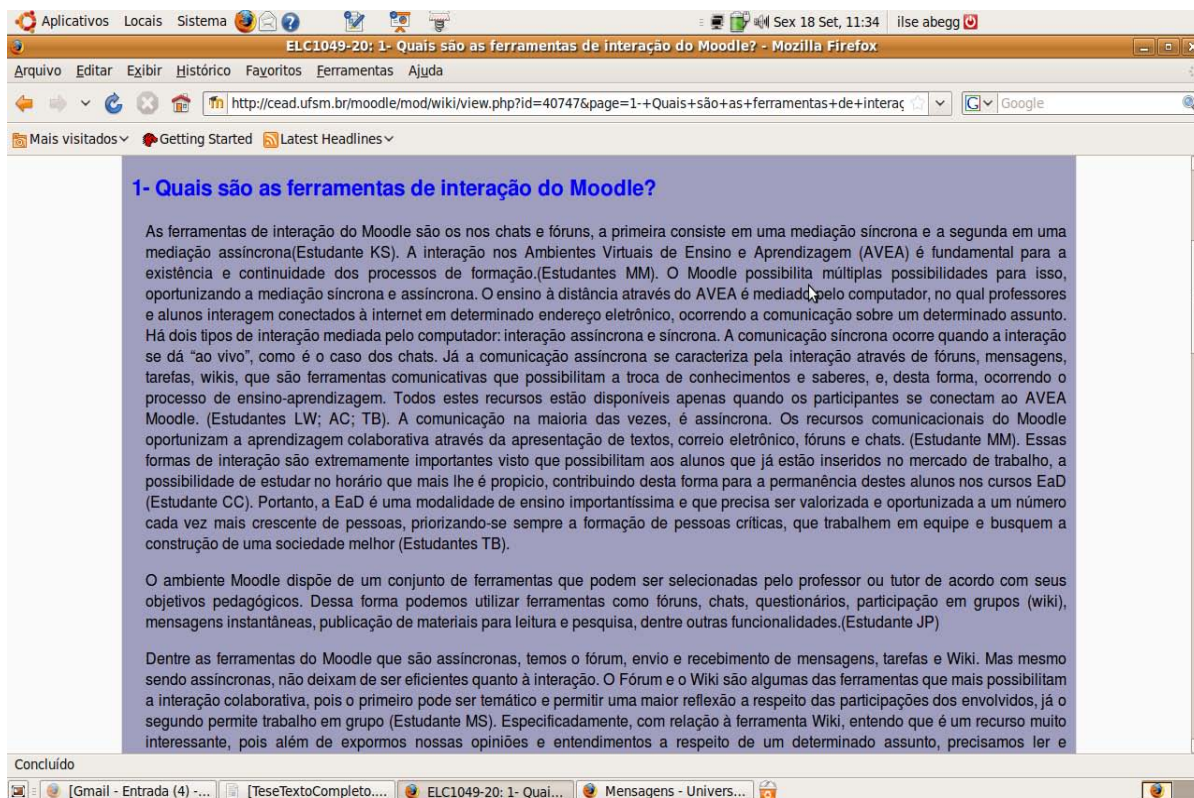 Aplicativos Locais Sistema Sex 18 Set, 11:34 ilse abegg
ELC1049-20: 1- Quais são as ferramentas de interação do Moodle? - Mozilla Firefox
Arquivo Editar Exibir Histórico Favoritos Ferramentas Ajuda
http://cead.ufsm.br/moodle/mod/wiki/view.php?id=40747&page=1-+Quais+são+as+ferramentas+de+interaç Google
Mais visitados Getting Started Latest Headlines
1- Quais são as ferramentas de interação do Moodle?
As ferramentas de interação do Moodle são os nos chats e fóruns, a primeira consiste em uma mediação síncrona e a segunda em uma
mediação assíncrona(Estudante KS). A interação nos Ambientes Virtuais de Ensino e Aprendizagem (AVEA) é fundamental para a
existência e continuidade dos processos de formação.(Estudantes MM). O Moodle possibilita múltiplas possibilidades para isso,
oportunizando a mediação síncrona e assíncrona. O ensino à distância através do AVEA é mediado pelo computador, no qual professores
e alunos interagem conectados à internet em determinado endereço eletrônico, ocorrendo a comunicação sobre um determinado assunto.
Há dois tipos de interação mediada pelo computador: interação assíncrona e síncrona. A comunicação síncrona ocorre quando a interação
se dá “ao vivo”, como é o caso dos chats. Já a comunicação assíncrona se caracteriza pela interação através de fóruns, mensagens,
tarefas, wikis, que são ferramentas comunicativas que possibilitam a troca de conhecimentos e saberes, e, desta forma, ocorrendo o
processo de ensino-aprendizagem. Todos estes recursos estão disponíveis apenas quando os participantes se conectam ao AVEA
Moodle. (Estudantes LW; AC; TB). A comunicação na maioria das vezes, é assíncrona. Os recursos comunicacionais do Moodle
oportunizam a aprendizagem colaborativa através da apresentação de textos, correio eletrônico, fóruns e chats. (Estudante MM). Essas
formas de interação são extremamente importantes visto que possibilitam aos alunos que já estão inseridos no mercado de trabalho, a
possibilidade de estudar no horário que mais lhe é propicio, contribuindo desta forma para a permanência destes alunos nos cursos EaD
(Estudante CC). Portanto, a EaD é uma modalidade de ensino importantíssima e que precisa ser valorizada e oportunizada a um número
cada vez mais crescente de pessoas, priorizando-se sempre a formação de pessoas críticas, que trabalhem em equipe e busquem a
construção de uma sociedade melhor (Estudantes TB).
O ambiente Moodle dispõe de um conjunto de ferramentas que podem ser selecionadas pelo professor ou tutor de acordo com seus
objetivos pedagógicos. Dessa forma podemos utilizar ferramentas como fóruns, chats, questionários, participação em grupos (wiki),
mensagens instantâneas, publicação de materiais para leitura e pesquisa, dentre outras funcionalidades.(Estudante JP)
Dentre as ferramentas do Moodle que são assíncronas, temos o fórum, envio e recebimento de mensagens, tarefas e Wiki. Mas mesmo
sendo assíncronas, não deixam de ser eficientes quanto à interação. O Fórum e o Wiki são algumas das ferramentas que mais possibilitam
a interação colaborativa, pois o primeiro pode ser temático e permitir uma maior reflexão a respeito das participações dos envolvidos, já o
segundo permite trabalho em grupo (Estudante MS). Especificadamente, com relação à ferramenta Wiki, entendo que é um recurso muito
interessante, pois além de expormos nossas opiniões e entendimentos a respeito de um determinado assunto, precisamos ler e
Concluído
[Gmail - Entrada (4) -... [TeseTextoCompleto.... ELC1049-20: 1- Quai... Mensagens - Univers...